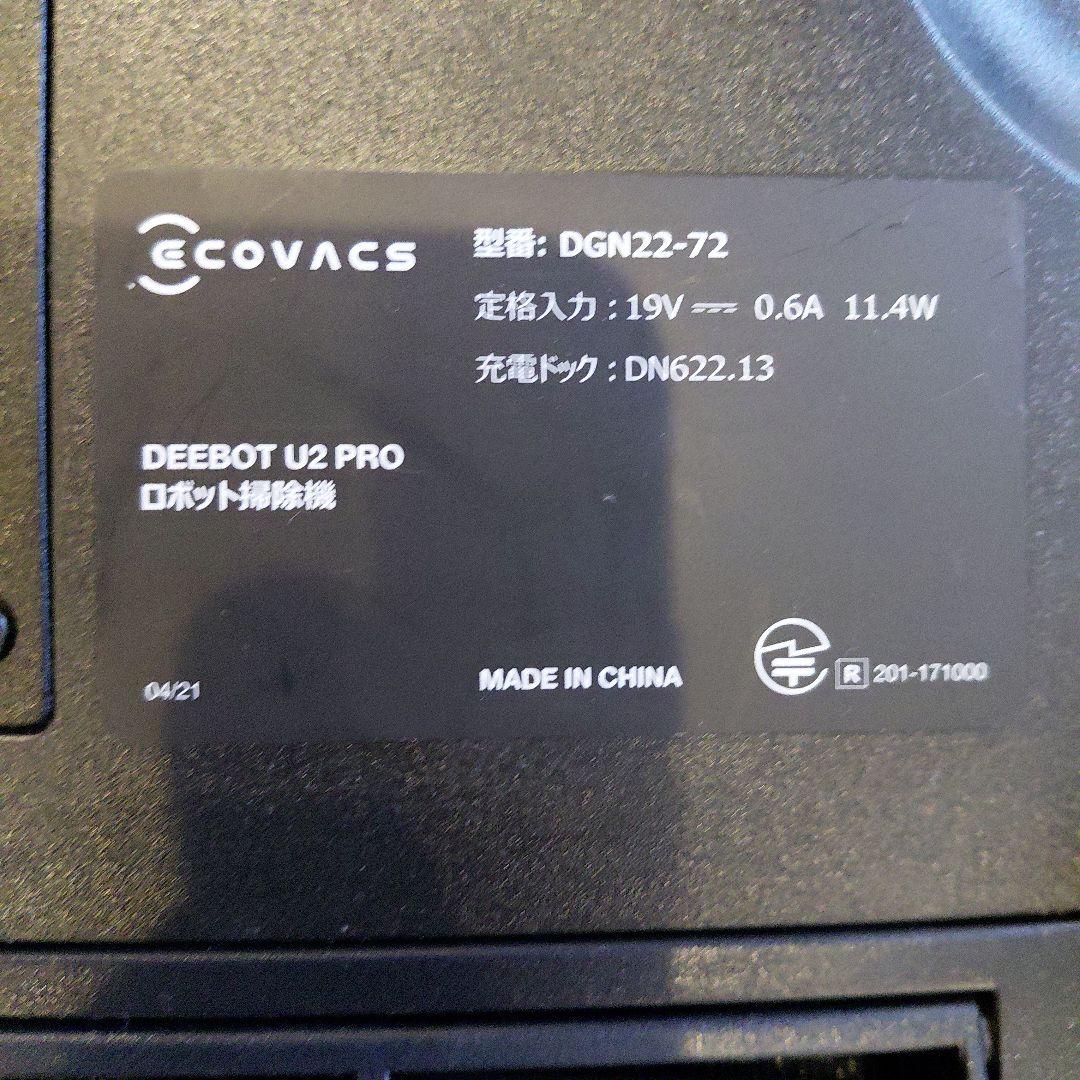 ECOVACS
型番: DGN22-72
定格入力 : 19V ⎓ 0.6A 11.4W
充電ドック : DN622.13
DEEBOT U2 PRO
ロボット掃除機
04/21
MADE IN CHINA
R 201-171000